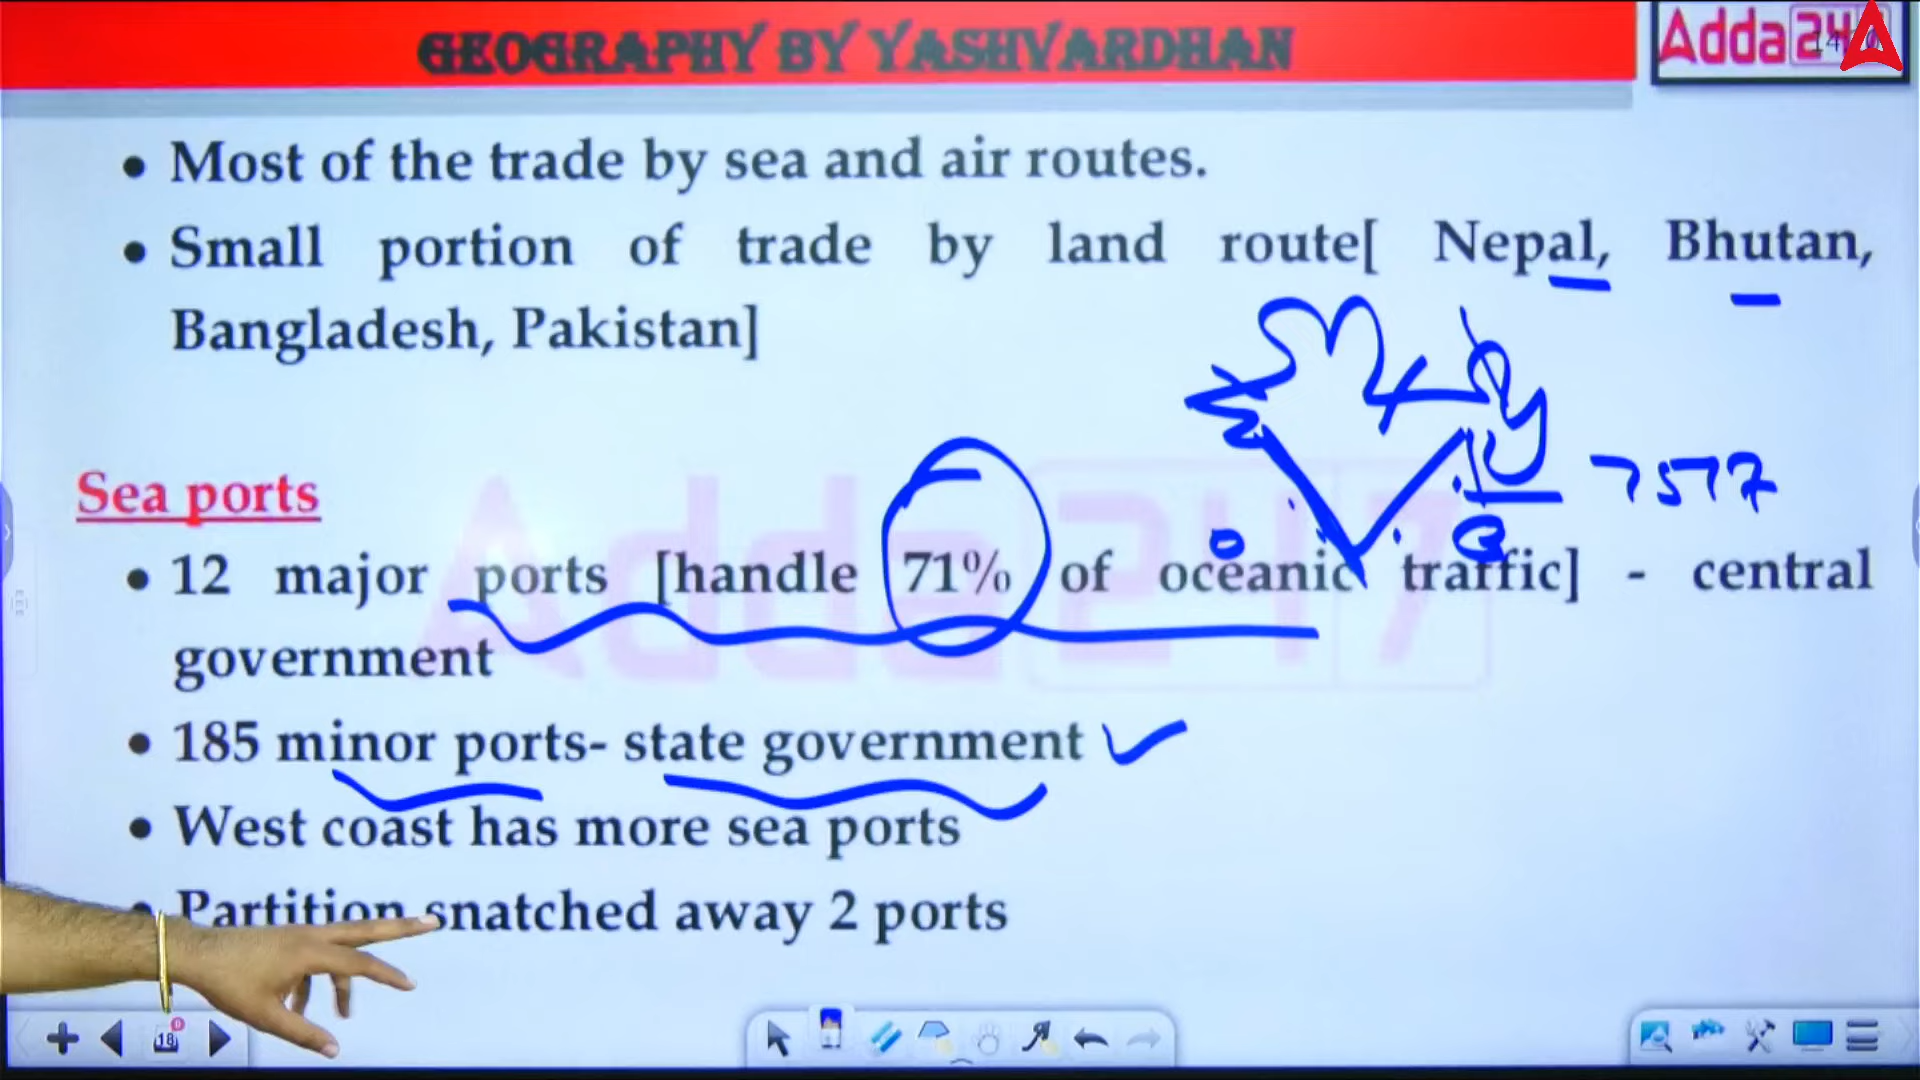 GEOGRAPHY BY YASHVARDHAN
Adda247
• Most of the trade by sea and air routes.
• Small portion of trade by land route[ Nepal, Bhutan,
Bangladesh, Pakistan]
7517
Sea ports
• 12 major ports [handle 71% of oceanic traffic] - central
government
• 185 minor ports- state government
• West coast has more sea ports
• Partition snatched away 2 ports
18